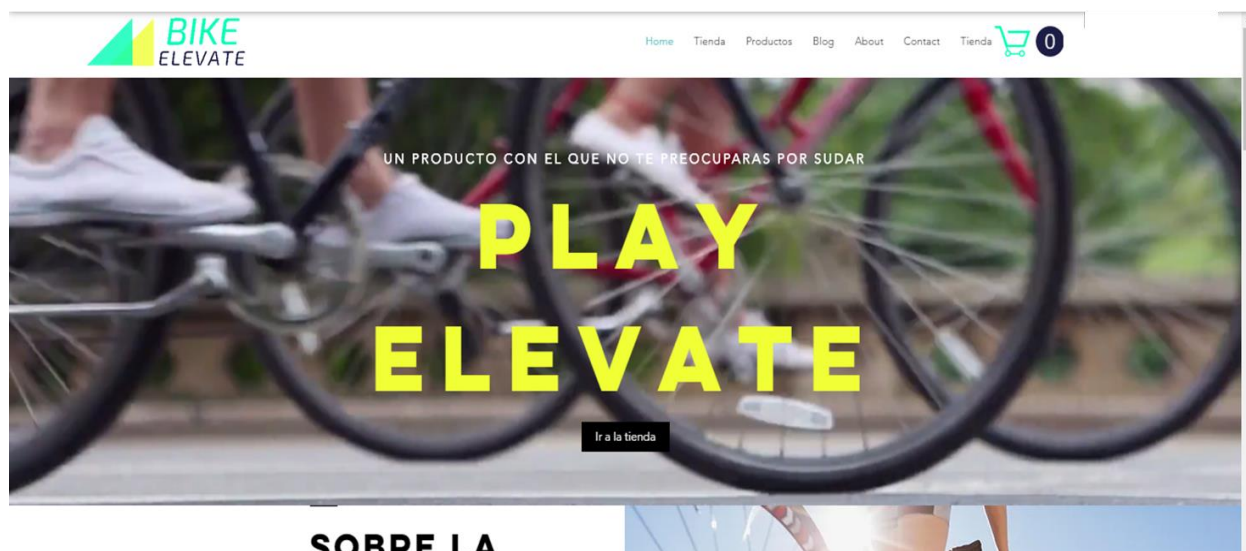 BIKE
ELEVATE
Home Tienda Productos Blog About Contact Tienda 0
UN PRODUCTO CON EL QUE NO TE PREOCUPARAS POR SUDAR
PLAY
ELEVATE
Ir a la tienda
SOBRE LA